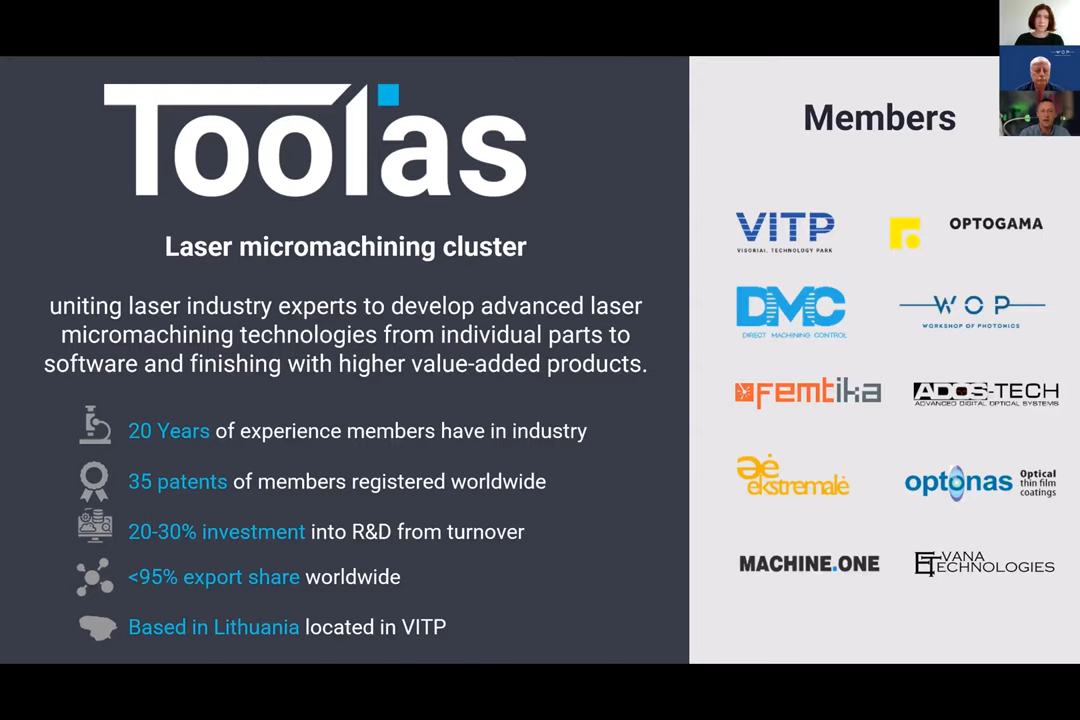 Toolas
Laser micromachining cluster
uniting laser industry experts to develop advanced laser
micromachining technologies from individual parts to
software and finishing with higher value-added products.
20 Years of experience members have in industry
35 patents of members registered worldwide
20-30% investment into R&D from turnover
<95% export share worldwide
Based in Lithuania located in VITP
Members
VITP
VISORIAI. TECHNOLOGY PARK
OPTOGAMA
DMC
DIRECT MACHINING CONTROL
WOP
WORKSHOP OF PHOTONICS
femtika
ADOS-TECH
ADVANCED DIGITAL OPTICAL SYSTEMS
ekstremalė
optonas
Optical
thin film
coatings
MACHINE.ONE
EVANA
TECHNOLOGIES
WOP